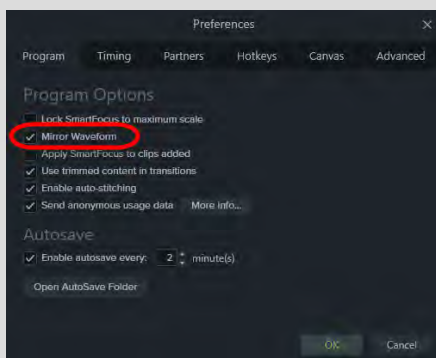 Preferences
Program Timing Partners Hotkeys Canvas Advanced
Program Options
Lock SmartFocus to maximum scale
Mirror Waveform
Apply SmartFocus to clips added
Use trimmed content in transitions
Enable auto-stitching
Send anonymous usage data More info...
Autosave
Enable autosave every: 2 minute(s)
Open AutoSave Folder
OK Cancel